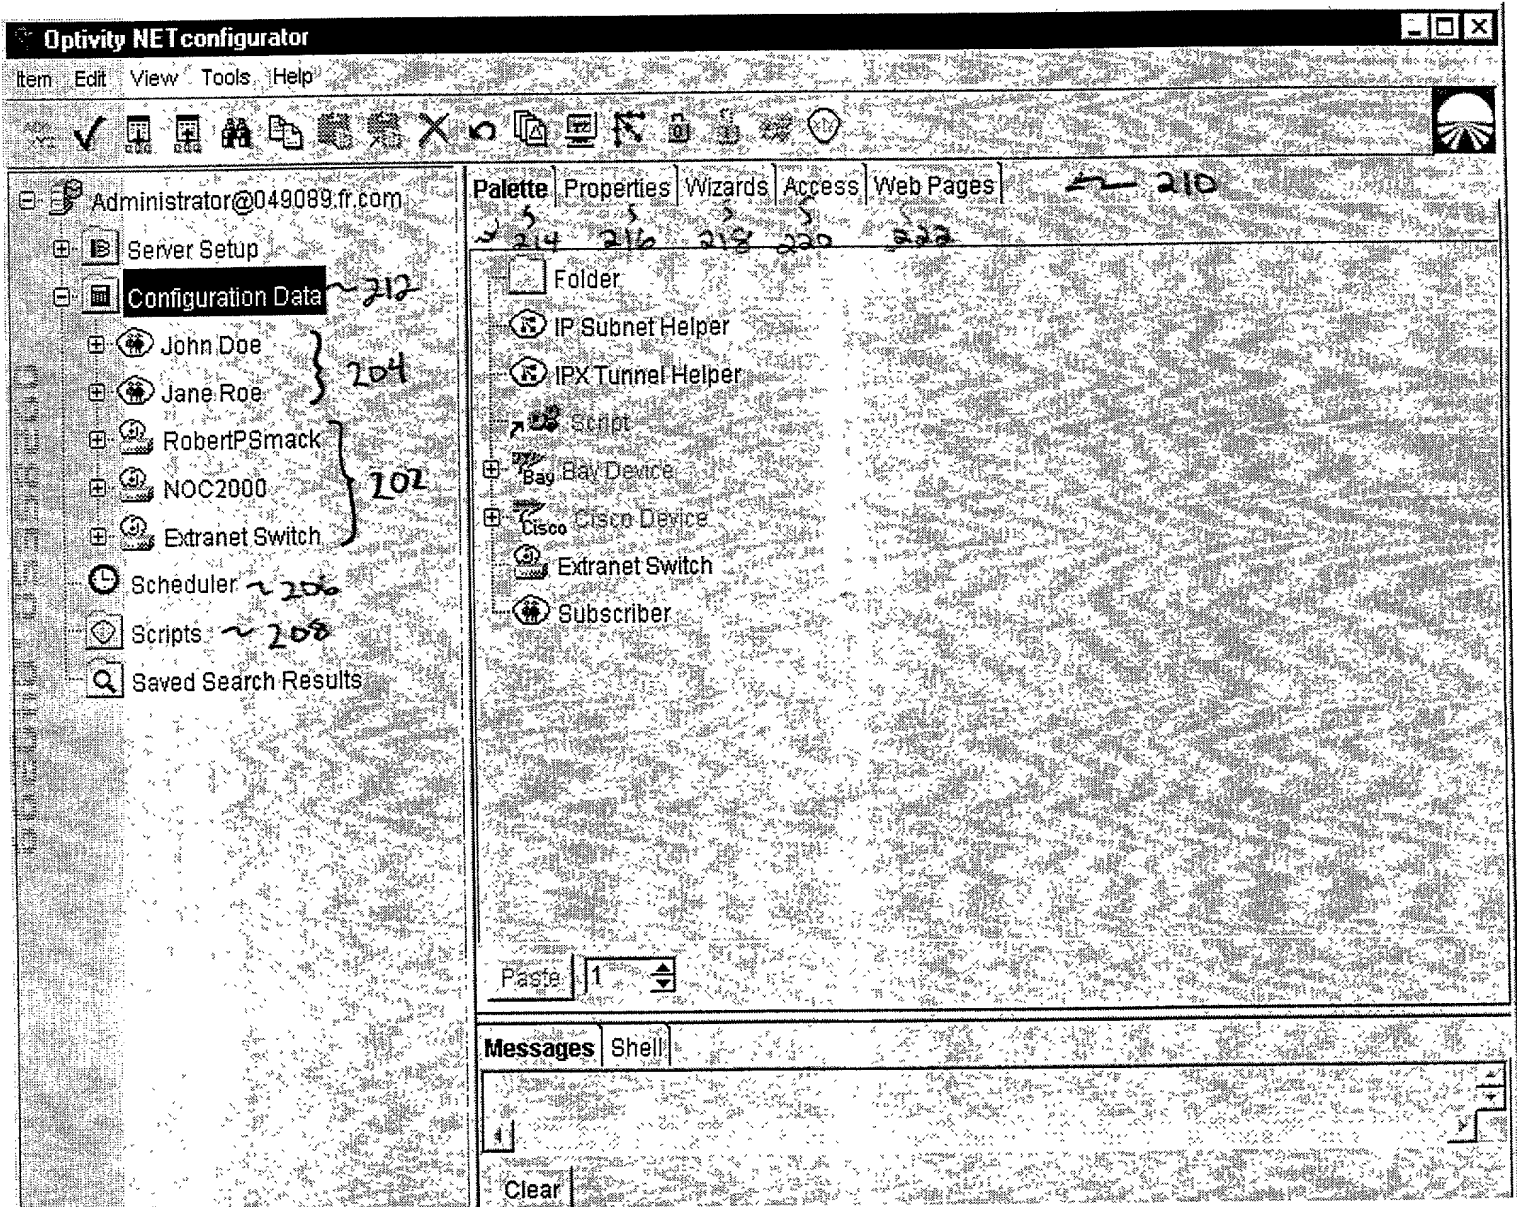 Optivity NETconfigurator
Item Edit View Tools Help
Administrator@049089.fr.com
Server Setup
Configuration Data ~212
John Doe
Jane Roe
204
RobertPSmack
NOC2000
Extranet Switch
202
Scheduler ~206
Scripts ~208
Saved Search Results
Palette Properties Wizards Access Web Pages 210
214 216 218 220 222
Folder
IP Subnet Helper
IPX Tunnel Helper
Script
Bay Bay Device
Cisco Cisco Device
Extranet Switch
Subscriber
Paste 1
Messages Shell
Clear